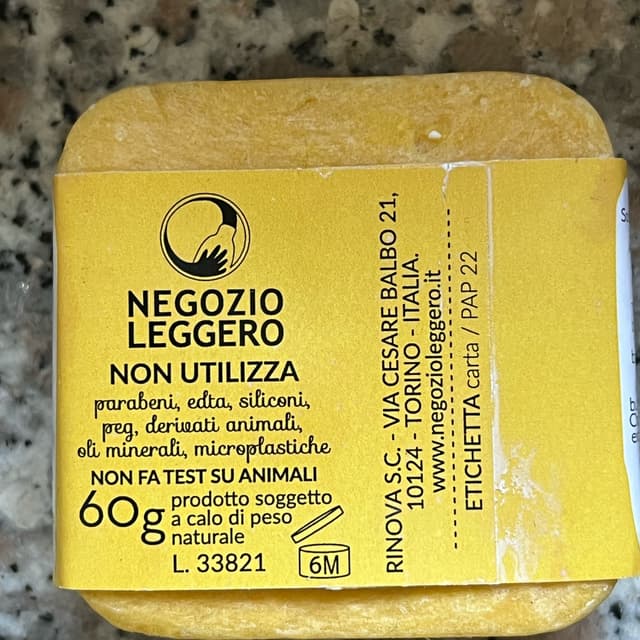 NEGOZIO
LEGGERO
NON UTILIZZA
parabeni, edta, siliconi,
peg, derivati animali,
oli minerali, microplastiche
NON FA TEST SU ANIMALI
60g prodotto soggetto
a calo di peso
naturale
L. 33821
6M
RINOVA S.C. - VIA CESARE BALBO 21,
10124 - TORINO - ITALIA.
www.negozioleggero.it
ETICHETTA carta / PAP 22